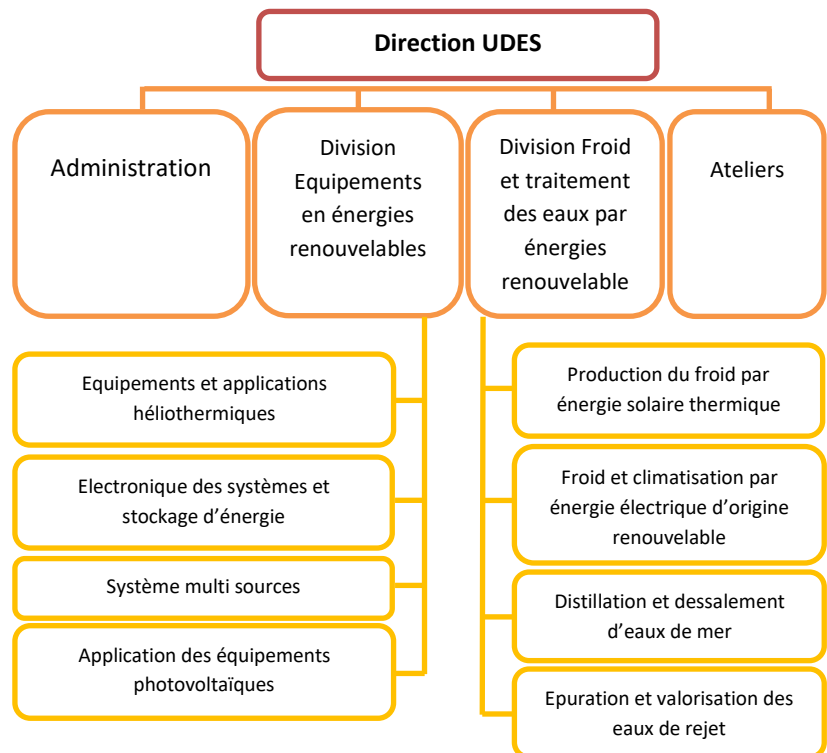 Direction UDES
Administration
Division
Equipements
en énergies
renouvelables
Division Froid
et traitement
des eaux par
énergies
renouvelable
Ateliers
Equipements et applications
héliothermiques
Electronique des systèmes et
stockage d’énergie
Système multi sources
Application des équipements
photovoltaïques
Production du froid par
énergie solaire thermique
Froid et climatisation par
énergie électrique d’origine
renouvelable
Distillation et dessalement
d’eaux de mer
Epuration et valorisation des
eaux de rejet